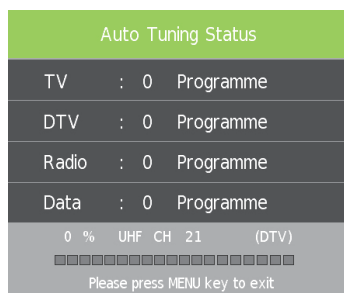 Auto Tuning Status
TV : 0 Programme
DTV : 0 Programme
Radio : 0 Programme
Data : 0 Programme
0 % UHF CH 21 (DTV)
Please press MENU key to exit